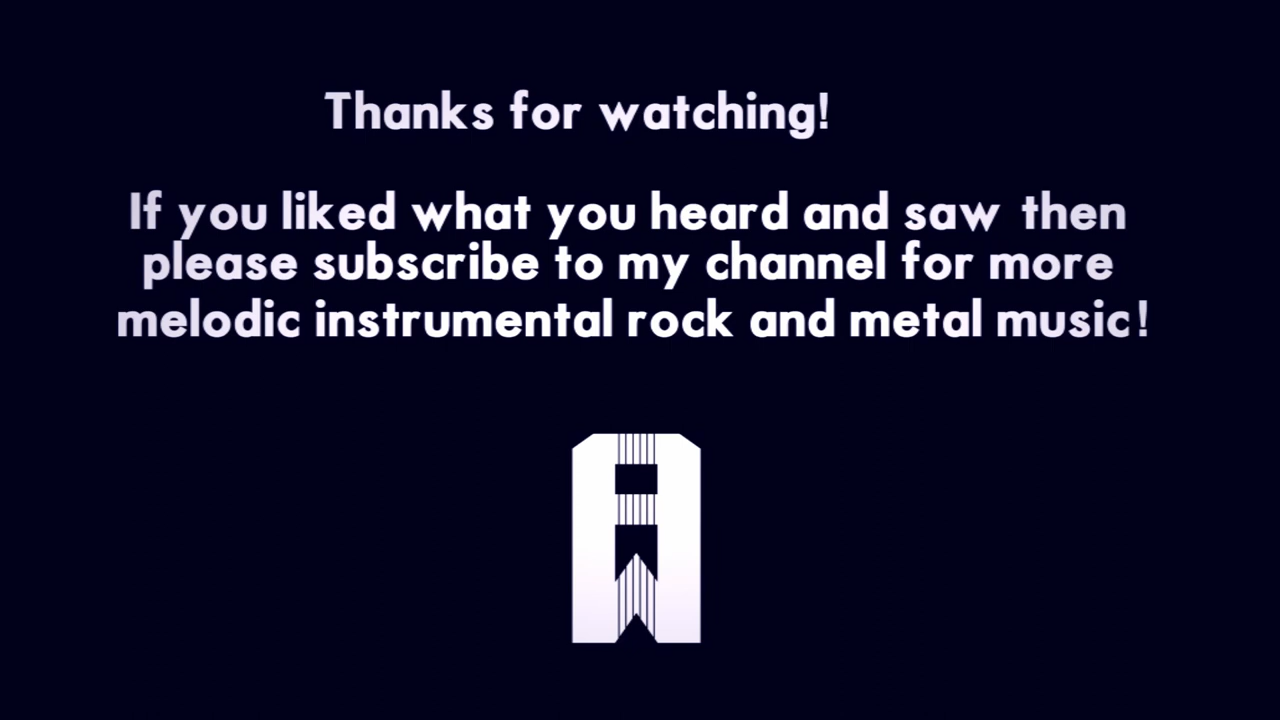 Thanks for watching!
If you liked what you heard and saw then
please subscribe to my channel for more
melodic instrumental rock and metal music!